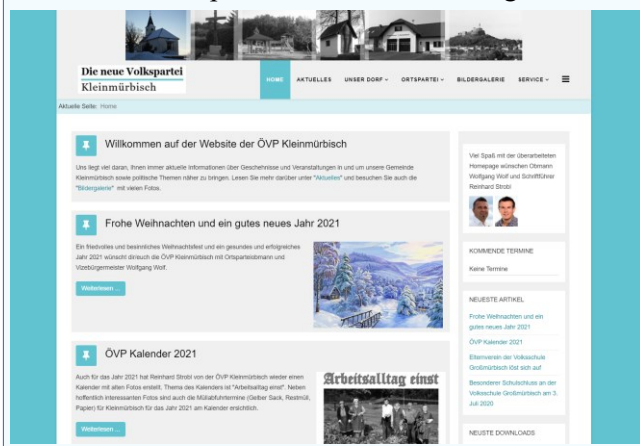 Die neue Volkspartei
Kleinmürbisch
HOME AKTUELLES UNSER DORF ORTSPARTEI BILDERGALERIE SERVICE
Aktuelle Seite: Home
Willkommen auf der Website der ÖVP Kleinmürbisch
Uns liegt viel daran, Ihnen immer aktuelle Informationen über Geschehnisse und Veranstaltungen in und um unsere Gemeinde
Kleinmürbisch sowie politische Themen näher zu bringen. Lesen Sie mehr darüber unter "Aktuelles" und besuchen Sie auch die
"Bildergalerie" mit vielen Fotos.
Frohe Weihnachten und ein gutes neues Jahr 2021
Ein friedvolles und besinnliches Weihnachtsfest und ein gesundes und erfolgreiches
Jahr 2021 wünscht dir/euch die ÖVP Kleinmürbisch mit Ortsparteiobmann und
Vizebürgermeister Wolfgang Wolf.
Weiterlesen ...
ÖVP Kalender 2021
Auch für das Jahr 2021 hat Reinhard Strobl von der ÖVP Kleinmürbisch wieder einen
Kalender mit alten Fotos erstellt. Thema des Kalenders ist "Arbeitsalltag einst". Neben
hoffentlich interessanten Fotos sind auch die Müllabfuhrtermine (Gelber Sack, Restmüll,
Papier) für Kleinmürbisch für das Jahr 2021 am Kalender ersichtlich.
Weiterlesen ...
Arbeitsalltag einst
Viel Spaß mit der überarbeiteten
Homepage wünschen Obmann
Wolfgang Wolf und Schriftführer
Reinhard Strobl
KOMMENDE TERMINE
Keine Termine
NEUESTE ARTIKEL
Frohe Weihnachten und ein
gutes neues Jahr 2021
ÖVP Kalender 2021
Elternverein der Volksschule
Großmürbisch löst sich auf
Besonderer Schulschluss an der
Volksschule Großmürbisch am 3.
Juli 2020
NEUSTE DOWNLOADS